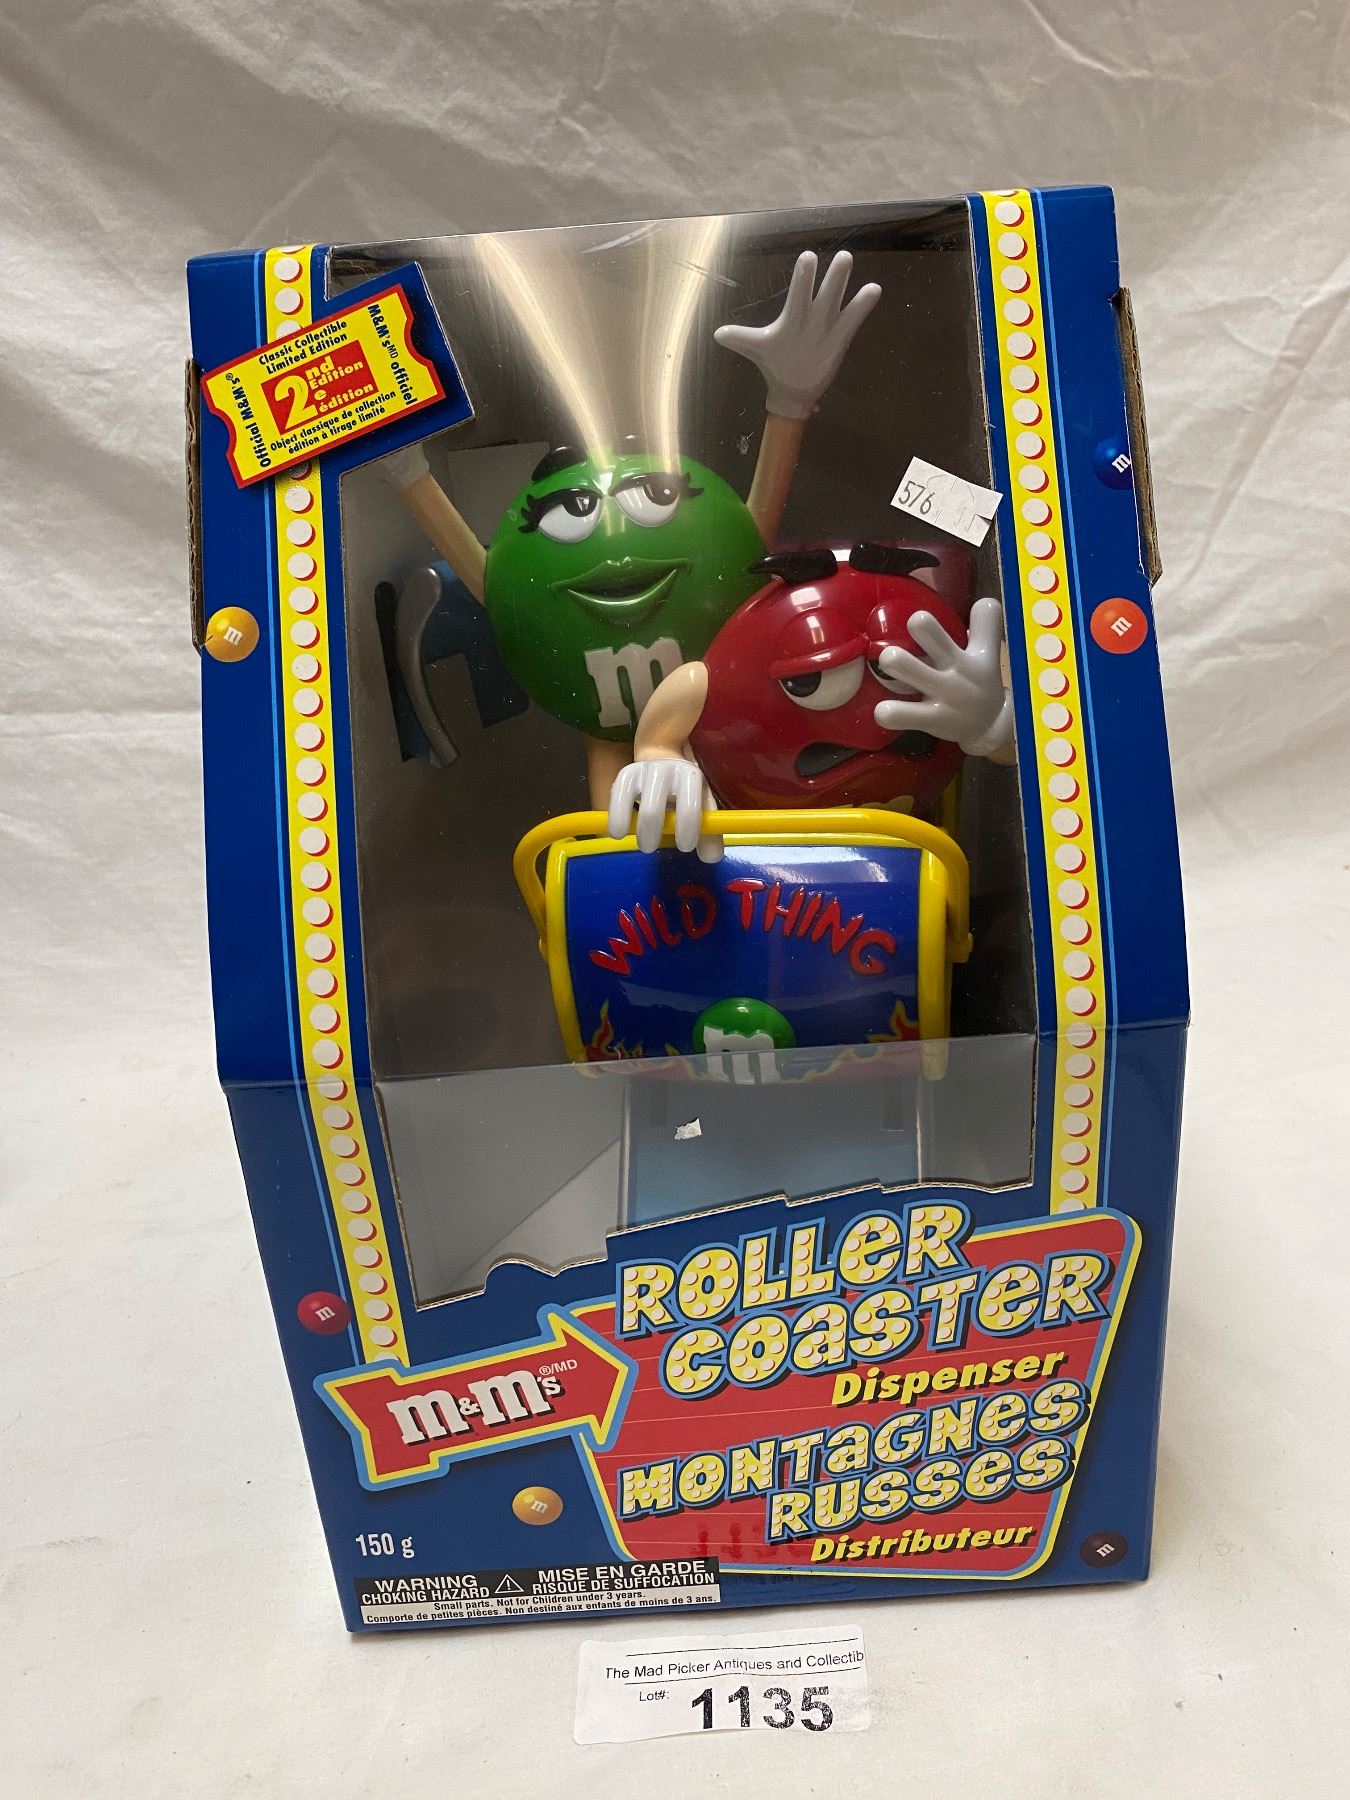 Official M&M's®
Classic Collectible
Limited Edition
2nd Edition
e édition
Object classique de collection
édition à tirage limité
M&M's MD officiel
576
m
m
m
m
m
WILD THING
m
m
ROLLER
COASTER
Dispenser
m&m's®/MD
MONTAGNES
RUSSES
Distributeur
m
m
150 g
WARNING
CHOKING HAZARD
MISE EN GARDE
RISQUE DE SUFFOCATION
Small parts. Not for Children under 3 years.
Comporte de petites pièces. Non destiné aux enfants de moins de 3 ans.
The Mad Picker Antiques and Collectib
Lot#: 1135